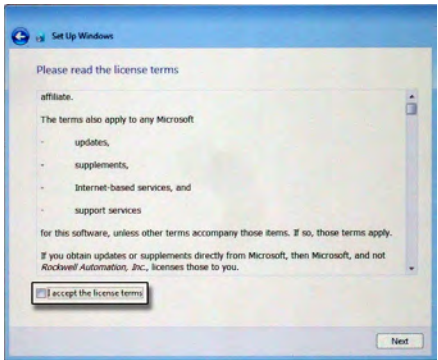 Set Up Windows
Please read the license terms
affiliate.
The terms also apply to any Microsoft
- updates,
- supplements,
- Internet-based services, and
- support services
for this software, unless other terms accompany those items. If so, those terms apply.
If you obtain updates or supplements directly from Microsoft, then Microsoft, and not
Rockwell Automation, Inc., licenses those to you.
I accept the license terms
Next